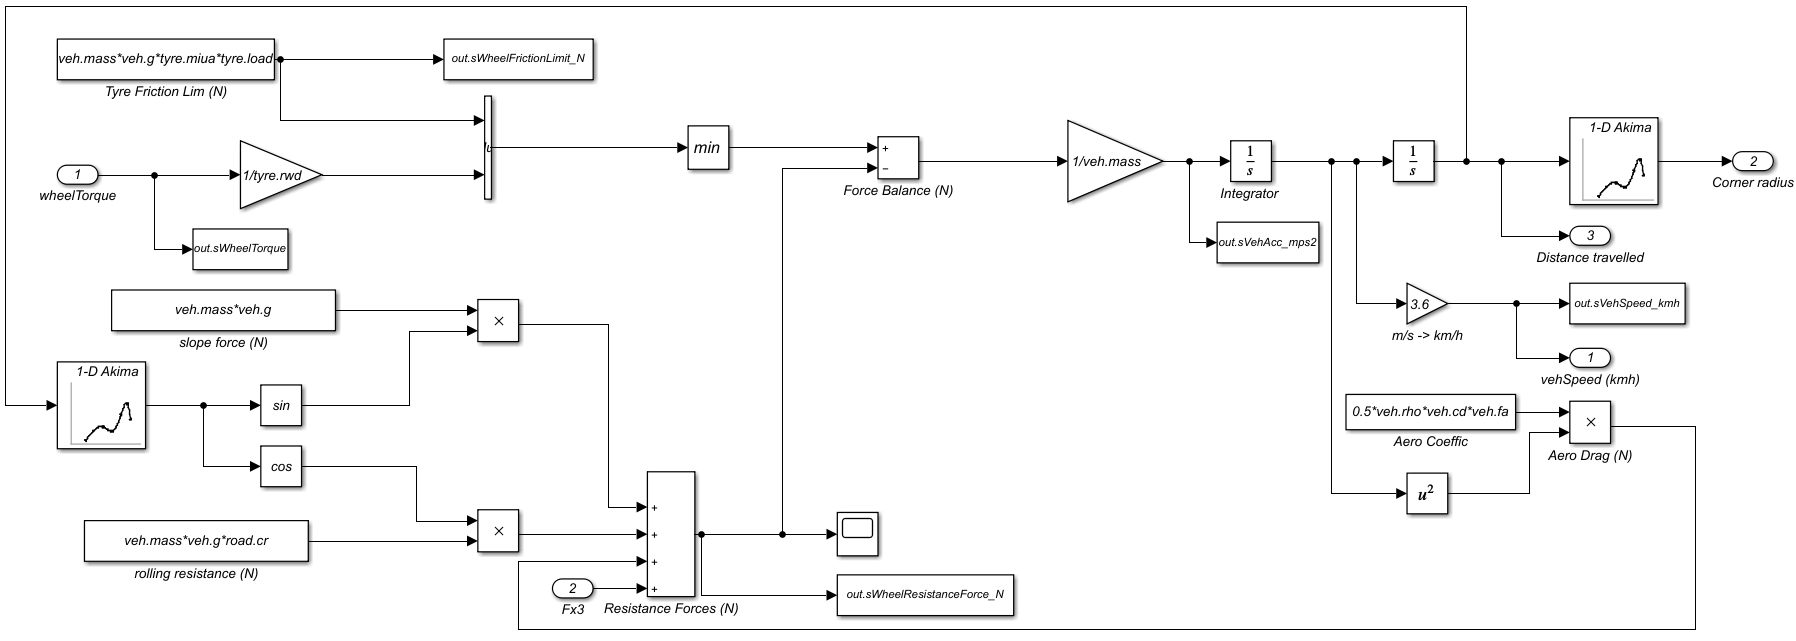 veh.mass*veh.g*tyre.miua*tyre.load
Tyre Friction Lim (N)
out.sWheelFrictionLimit_N
1
wheelTorque
1/tyre.rwd
out.sWheelTorque
min
+
−
Force Balance (N)
1/veh.mass
1
s
Integrator
out.sVehAcc_mps2
1
s
1-D Akima
2
Corner radius
3
Distance travelled
3.6
m/s -> km/h
out.sVehSpeed_kmh
1
vehSpeed (kmh)
veh.mass*veh.g
slope force (N)
×
1-D Akima
sin
cos
veh.mass*veh.g*road.cr
rolling resistance (N)
×
0.5*veh.rho*veh.cd*veh.fa
Aero Coeffic
×
Aero Drag (N)
u²
+
+
+
+
2
Fx3
Resistance Forces (N)
out.sWheelResistanceForce_N